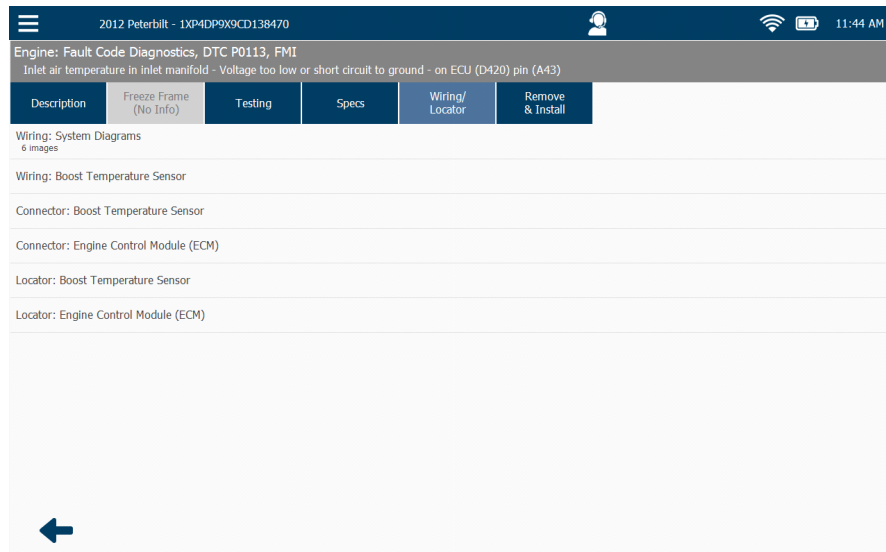 2012 Peterbilt - 1XP4DP9X9CD138470
11:44 AM
Engine: Fault Code Diagnostics, DTC P0113, FMI
Inlet air temperature in inlet manifold - Voltage too low or short circuit to ground - on ECU (D420) pin (A43)
Description
Freeze Frame
(No Info)
Testing
Specs
Wiring/
Locator
Remove
& Install
Wiring: System Diagrams
6 images
Wiring: Boost Temperature Sensor
Connector: Boost Temperature Sensor
Connector: Engine Control Module (ECM)
Locator: Boost Temperature Sensor
Locator: Engine Control Module (ECM)